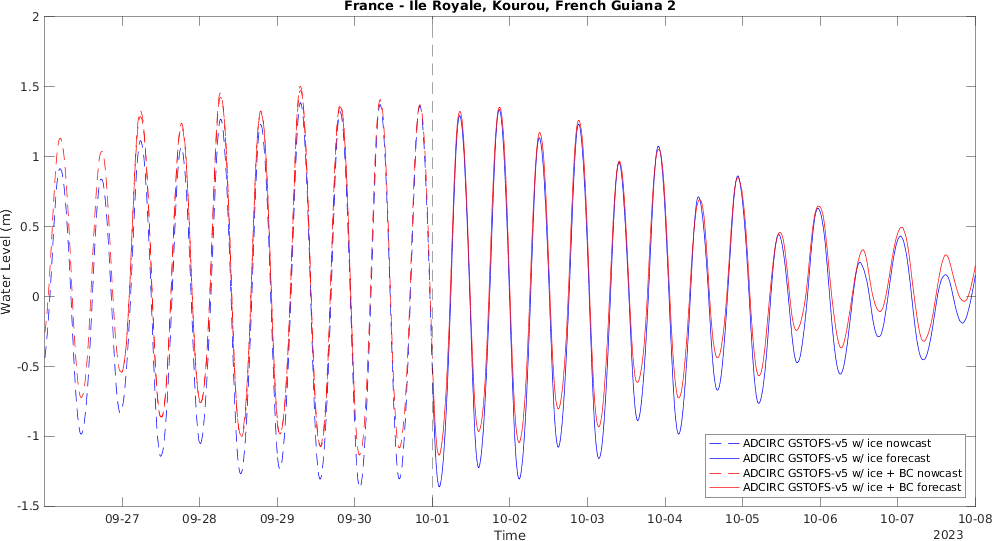 France - Ile Royale, Kourou, French Guiana 2
2
1.5
1
0.5
0
-0.5
-1
-1.5
Water Level (m)
09-27 09-28 09-29 09-30 10-01 10-02 10-03 10-04 10-05 10-06 10-07 10-08
Time
2023
ADCIRC GSTOFS-v5 w/ ice nowcast
ADCIRC GSTOFS-v5 w/ ice forecast
ADCIRC GSTOFS-v5 w/ ice + BC nowcast
ADCIRC GSTOFS-v5 w/ ice + BC forecast